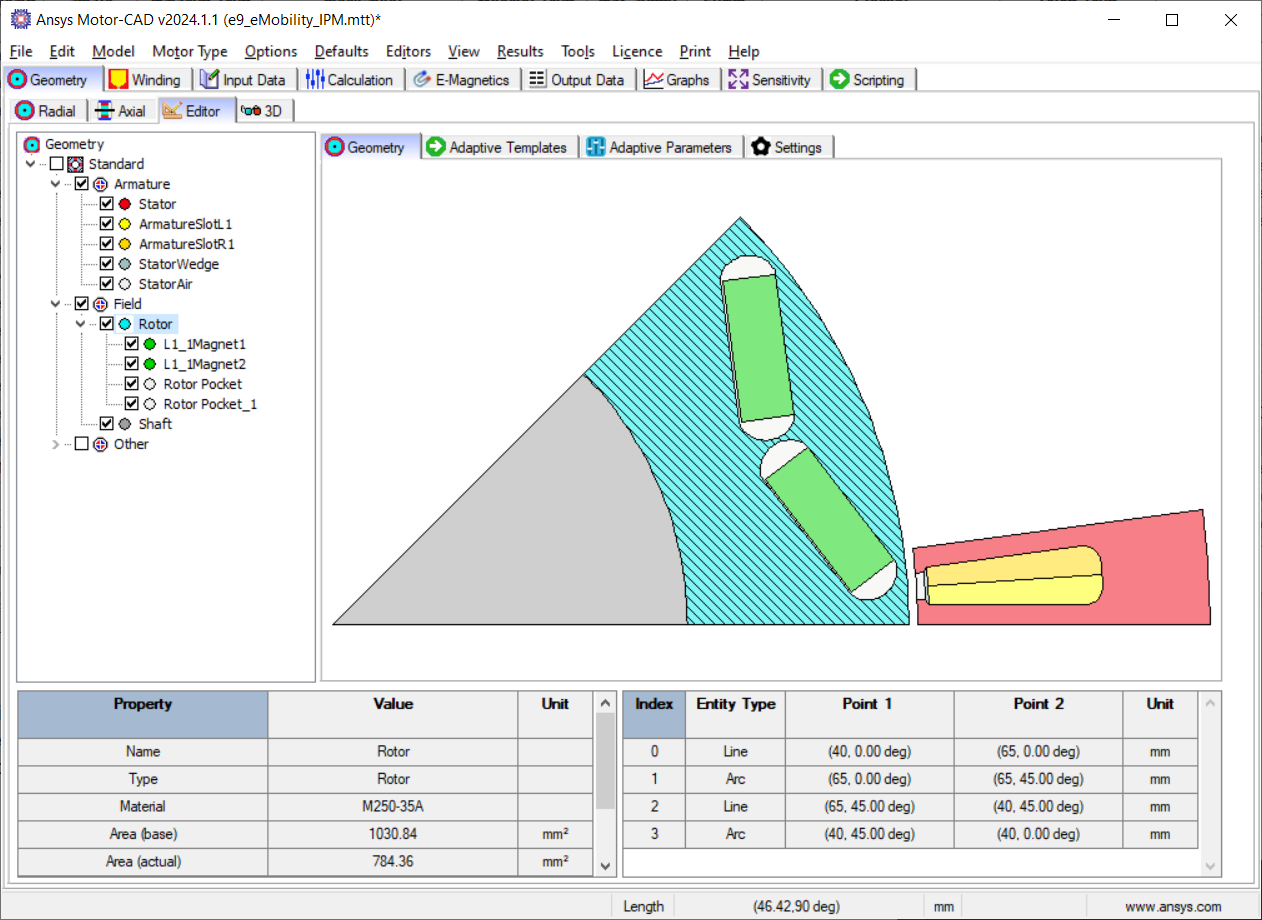 Ansys Motor-CAD v2024.1.1 (e9_eMobility_IPM.mtt)*
File Edit Model Motor Type Options Defaults Editors View Results Tools Licence Print Help
Geometry Winding Input Data Calculation E-Magnetics Output Data Graphs Sensitivity Scripting
Radial Axial Editor 3D
Geometry
Standard
Armature
Stator
ArmatureSlotL1
ArmatureSlotR1
StatorWedge
StatorAir
Field
Rotor
L1_1Magnet1
L1_1Magnet2
Rotor Pocket
Rotor Pocket_1
Shaft
Other
Geometry Adaptive Templates Adaptive Parameters Settings
Property Value Unit
Name Rotor
Type Rotor
Material M250-35A
Area (base) 1030.84 mm²
Area (actual) 784.36 mm²
Index Entity Type Point 1 Point 2 Unit
0 Line (40, 0.00 deg) (65, 0.00 deg) mm
1 Arc (65, 0.00 deg) (65, 45.00 deg) mm
2 Line (65, 45.00 deg) (40, 45.00 deg) mm
3 Arc (40, 45.00 deg) (40, 0.00 deg) mm
Length (46.42,90 deg) mm www.ansys.com